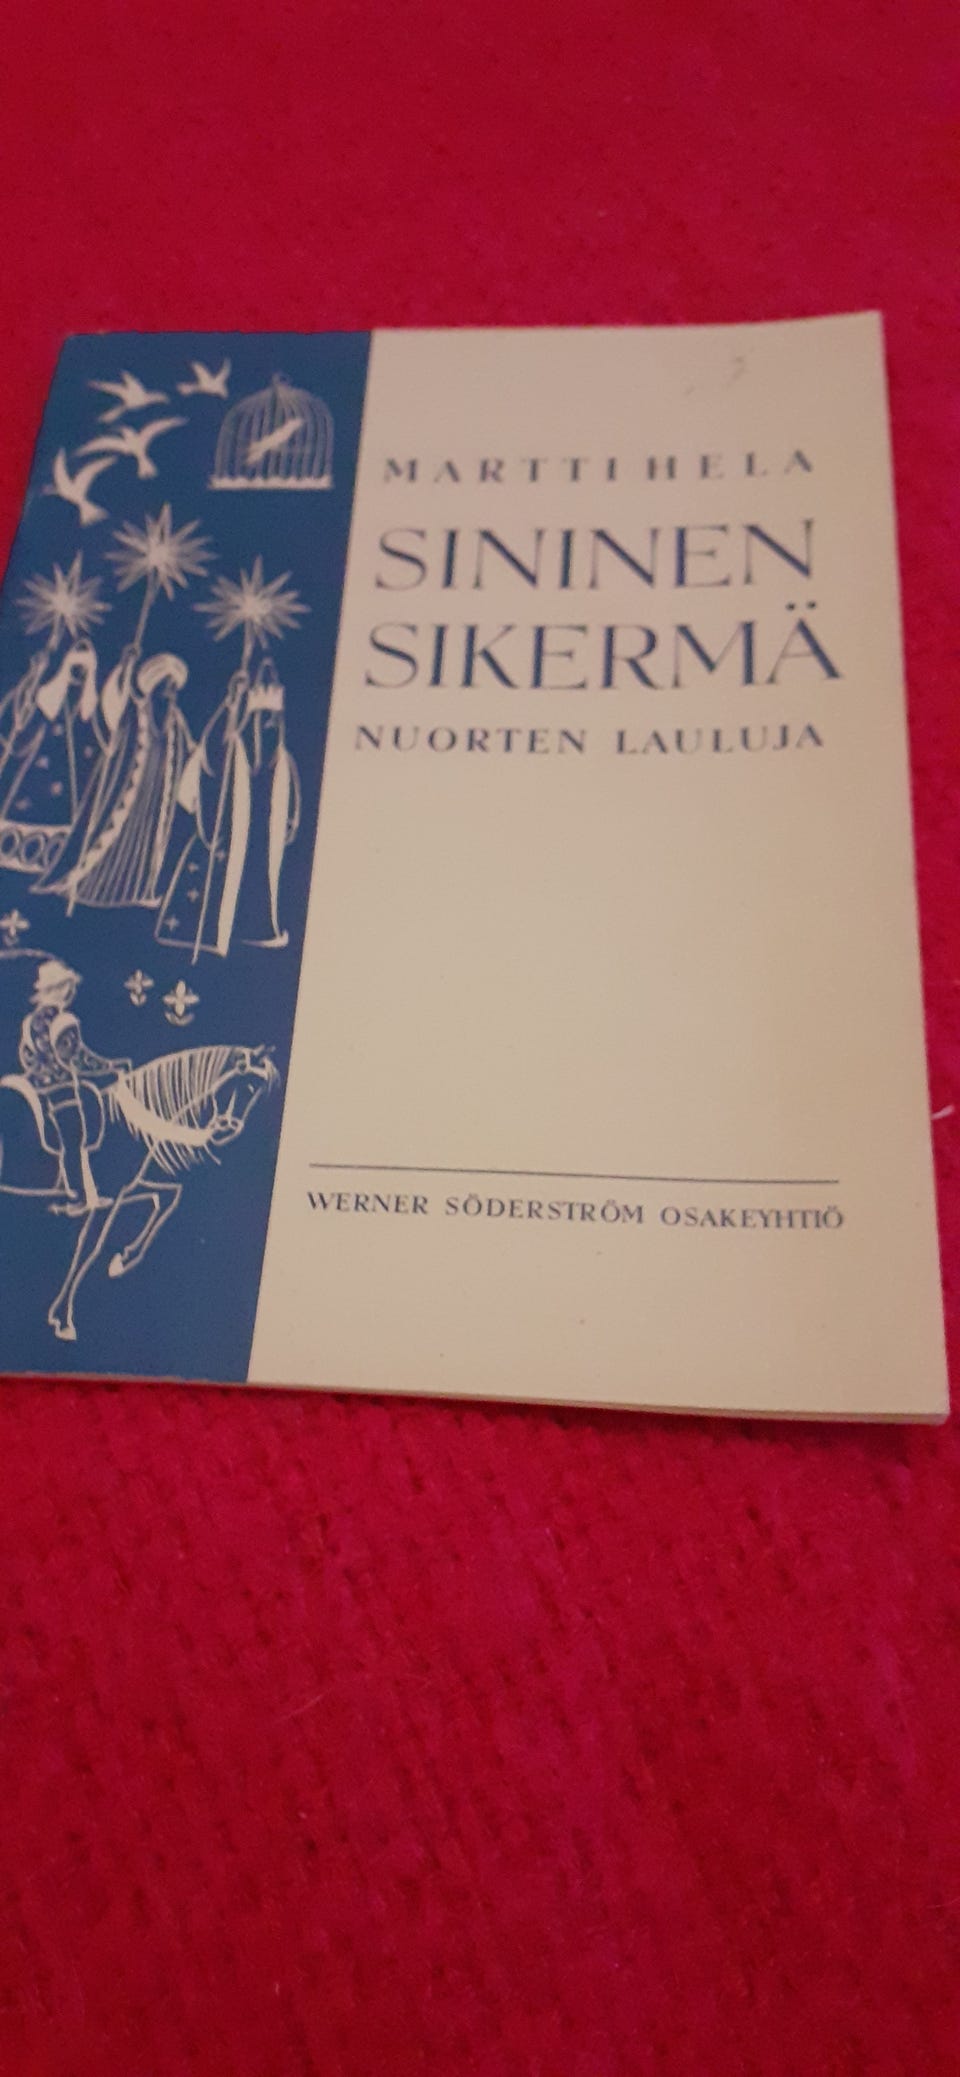 MARTTI HELA
SININEN
SIKERMÄ
NUORTEN LAULUJA
WERNER SÖDERSTRÖM OSAKEYHTIÖ